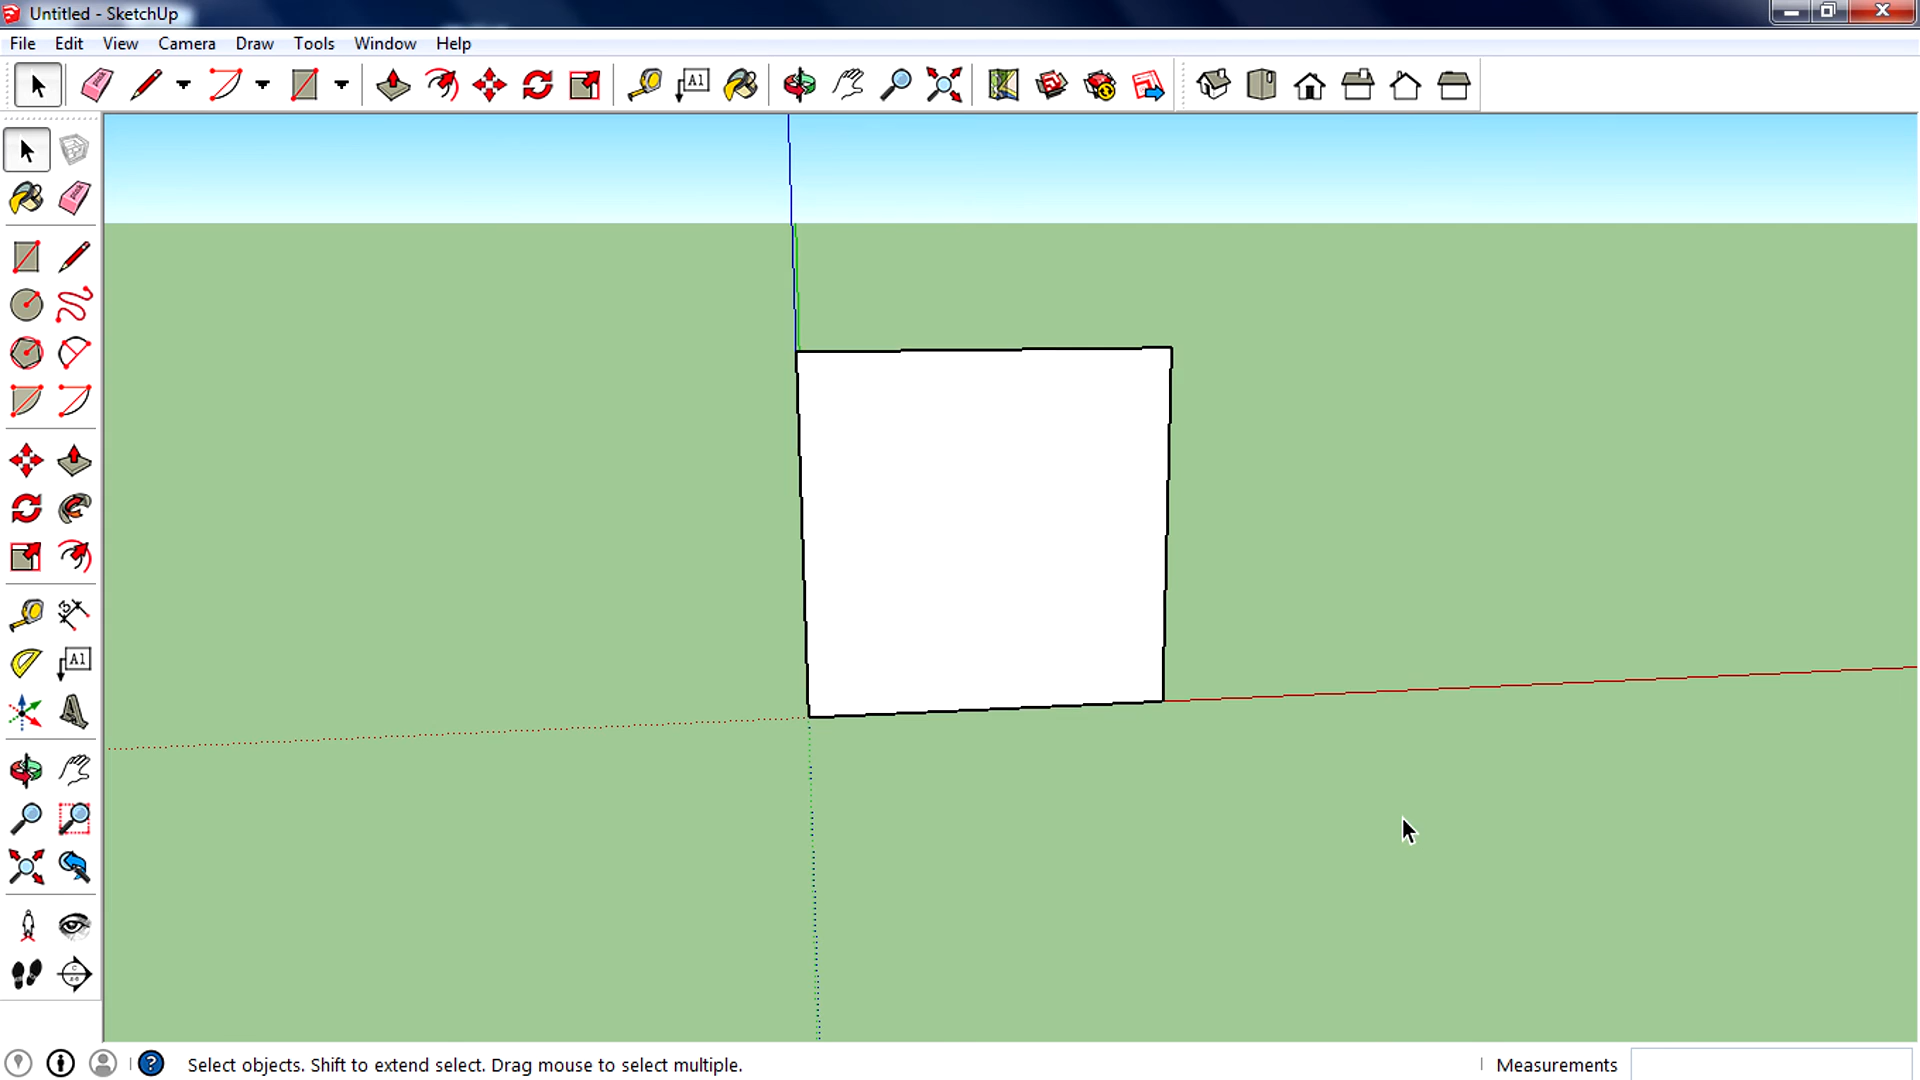 Untitled - SketchUp
File Edit View Camera Draw Tools Window Help
A1
A1
Select objects. Shift to extend select. Drag mouse to select multiple.
Measurements